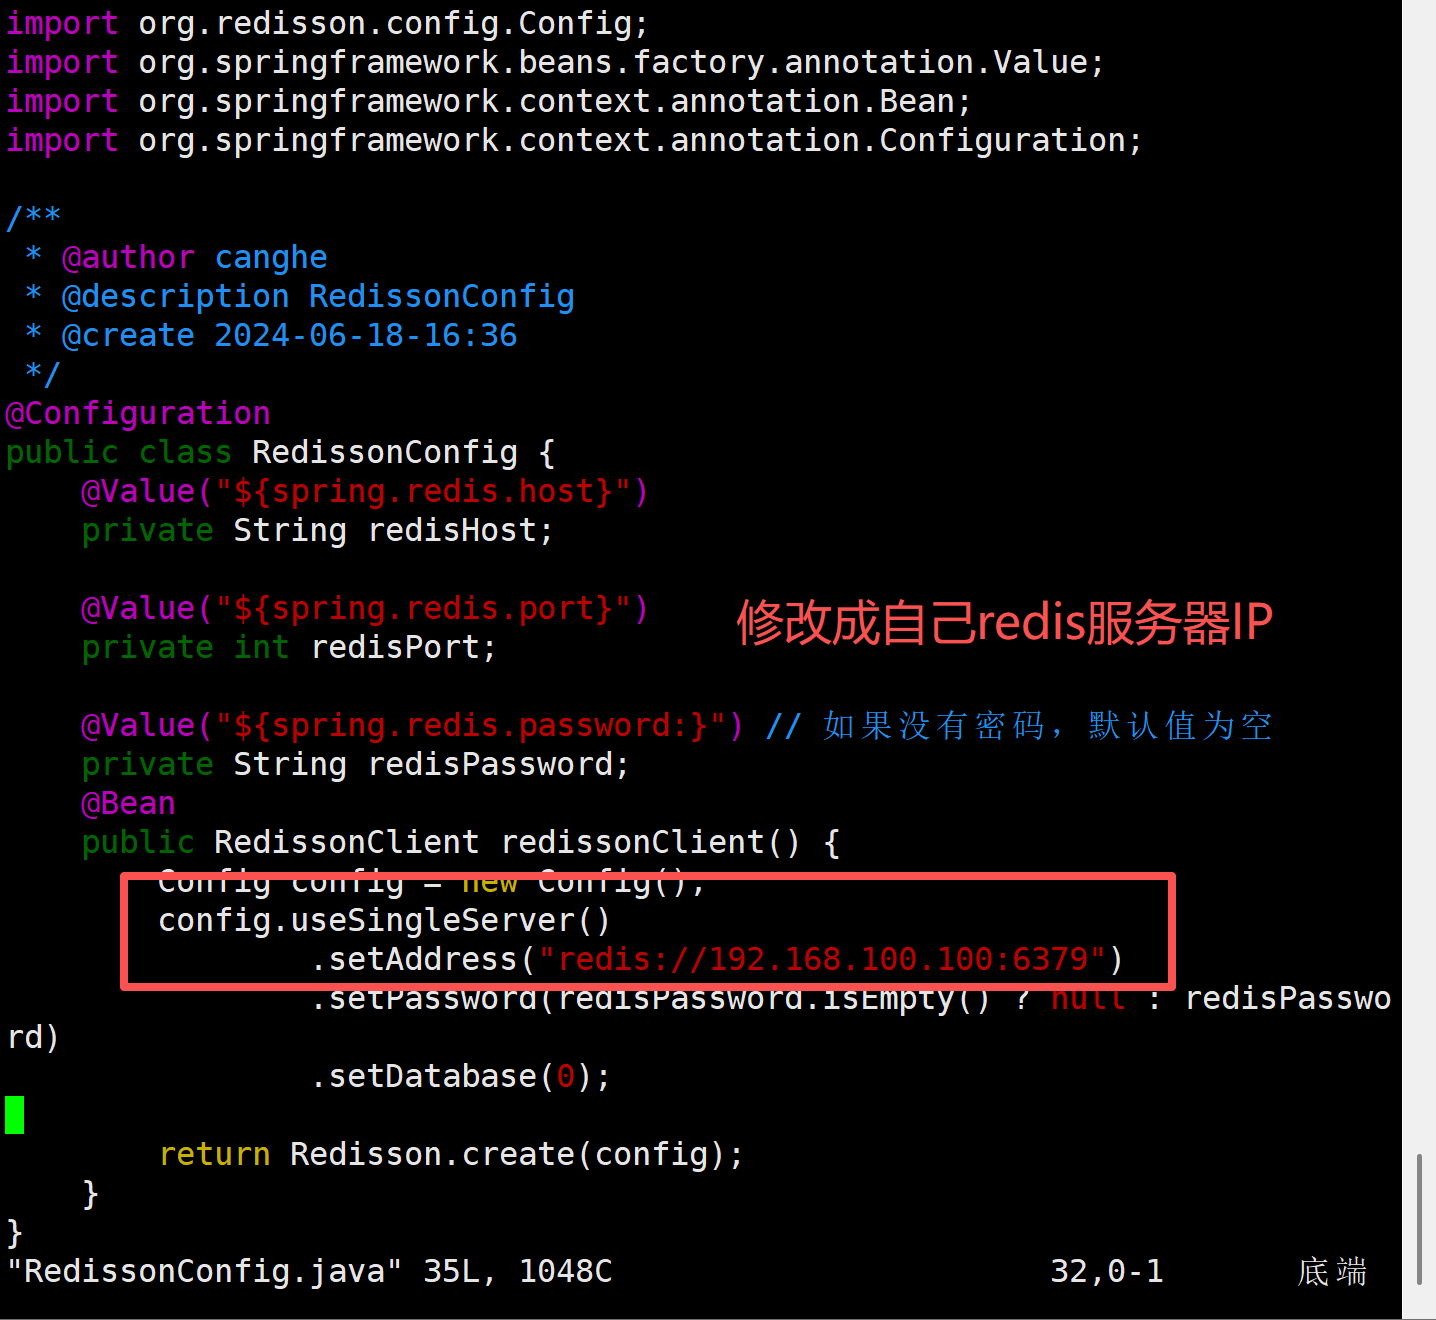 import org.redisson.config.Config;
import org.springframework.beans.factory.annotation.Value;
import org.springframework.context.annotation.Bean;
import org.springframework.context.annotation.Configuration;
/**
 * @author canghe
 * @description RedissonConfig
 * @create 2024-06-18-16:36
 */
@Configuration
public class RedissonConfig {
    @Value("${spring.redis.host}")
    private String redisHost;
    @Value("${spring.redis.port}")
修改成自己redis服务器IP
    private int redisPort;
    @Value("${spring.redis.password:}") // 如果没有密码，默认值为空
    private String redisPassword;
    @Bean
    public RedissonClient redissonClient() {
        Config config = new Config();
        config.useSingleServer()
                .setAddress("redis://192.168.100.100:6379")
                .setPassword(redisPassword.isEmpty() ? null : redisPasswo
rd)
                .setDatabase(0);
        return Redisson.create(config);
    }
}
"RedissonConfig.java" 35L, 1048C 32,0-1 底端